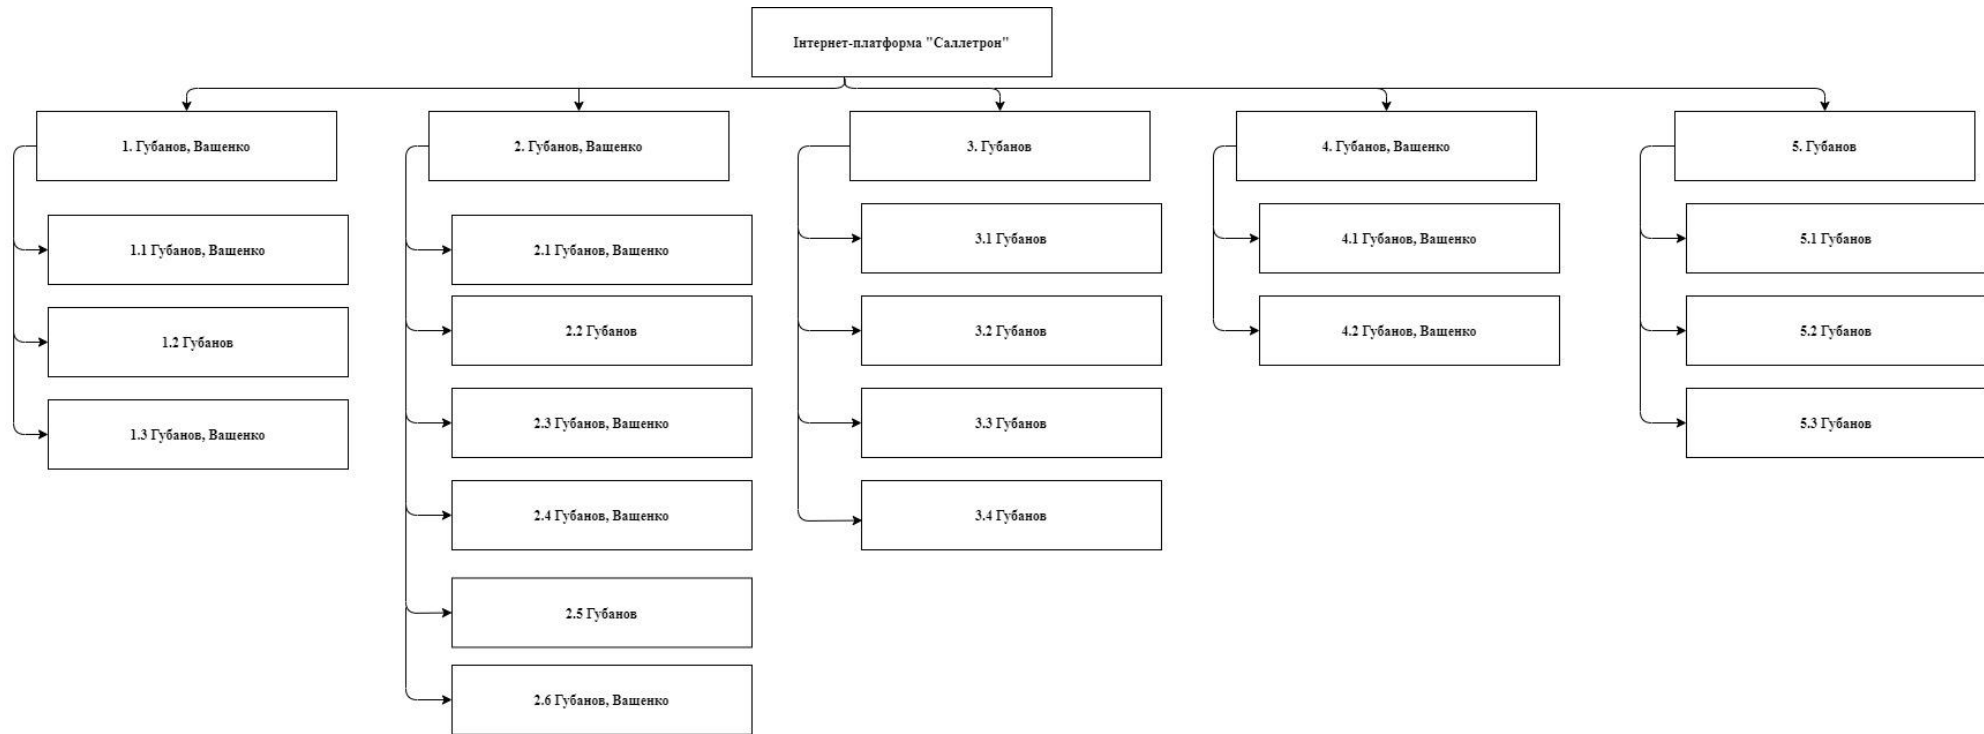 Інтернет-платформа "Саллетрон"
1. Губанов, Ващенко
1.1 Губанов, Ващенко
1.2 Губанов
1.3 Губанов, Ващенко
2. Губанов, Ващенко
2.1 Губанов, Ващенко
2.2 Губанов
2.3 Губанов, Ващенко
2.4 Губанов, Ващенко
2.5 Губанов
2.6 Губанов, Ващенко
3. Губанов
3.1 Губанов
3.2 Губанов
3.3 Губанов
3.4 Губанов
4. Губанов, Ващенко
4.1 Губанов, Ващенко
4.2 Губанов, Ващенко
5. Губанов
5.1 Губанов
5.2 Губанов
5.3 Губанов